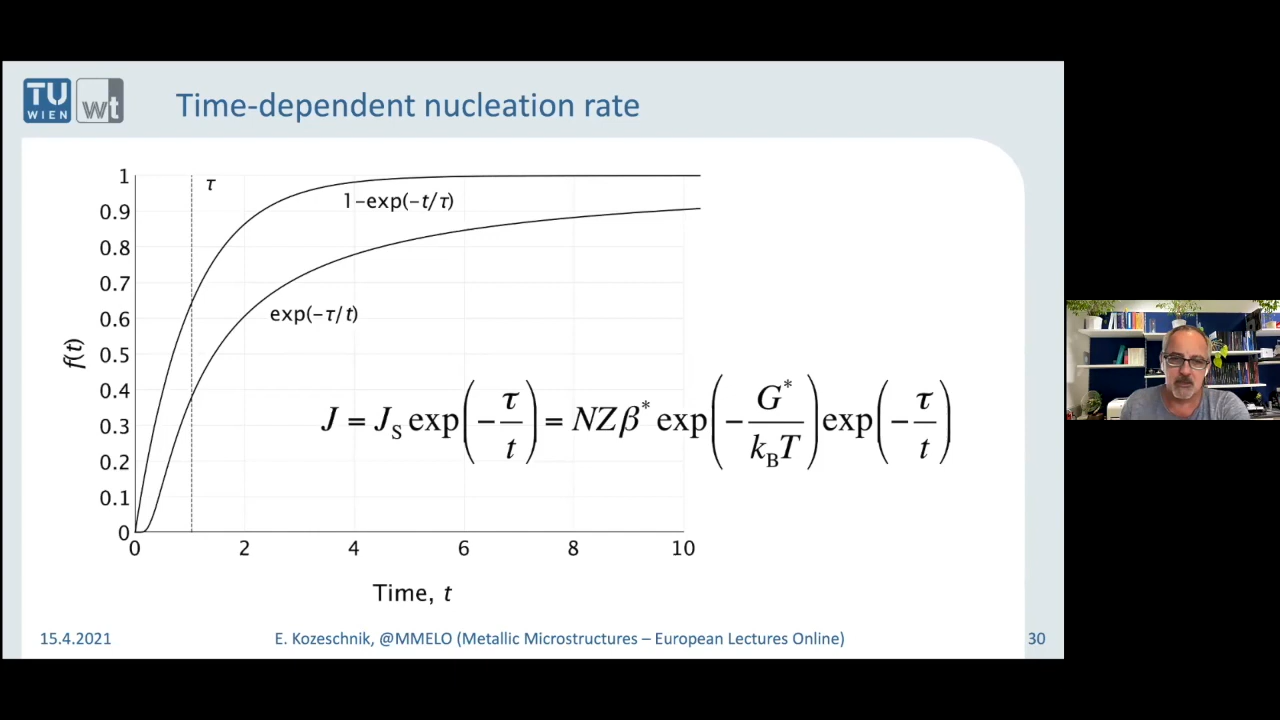 TU
WIEN
wt
Time-dependent nucleation rate
1
0.9
0.8
0.7
0.6
0.5
0.4
0.3
0.2
0.1
0
f(t)
τ
1−exp(−t/τ)
exp(−τ/t)
J = J_S exp(−τ/t) = NZβ* exp(−G*/k_BT) exp(−τ/t)
0 2 4 6 8 10
Time, t
15.4.2021 E. Kozeschnik, @MMELO (Metallic Microstructures – European Lectures Online) 30